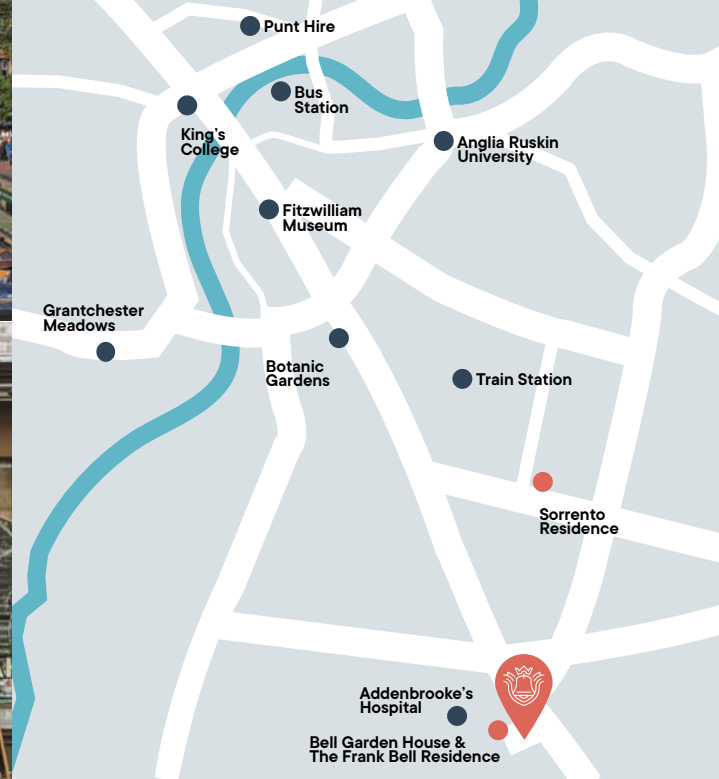 Punt Hire
Bus
Station
King's
College
Anglia Ruskin
University
Fitzwilliam
Museum
Grantchester
Meadows
Botanic
Gardens
Train Station
Sorrento
Residence
Addenbrooke's
Hospital
Bell Garden House &
The Frank Bell Residence